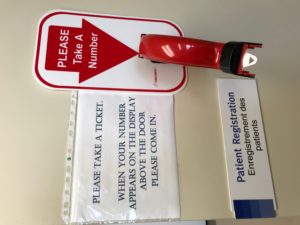 PLEASE
Take A
Number
PLEASE TAKE A TICKET.
WHEN YOUR NUMBER
APPEARS ON THE DISPLAY
ABOVE THE DOOR
PLEASE COME IN.
Patient Registration
Enregistrement des
patients